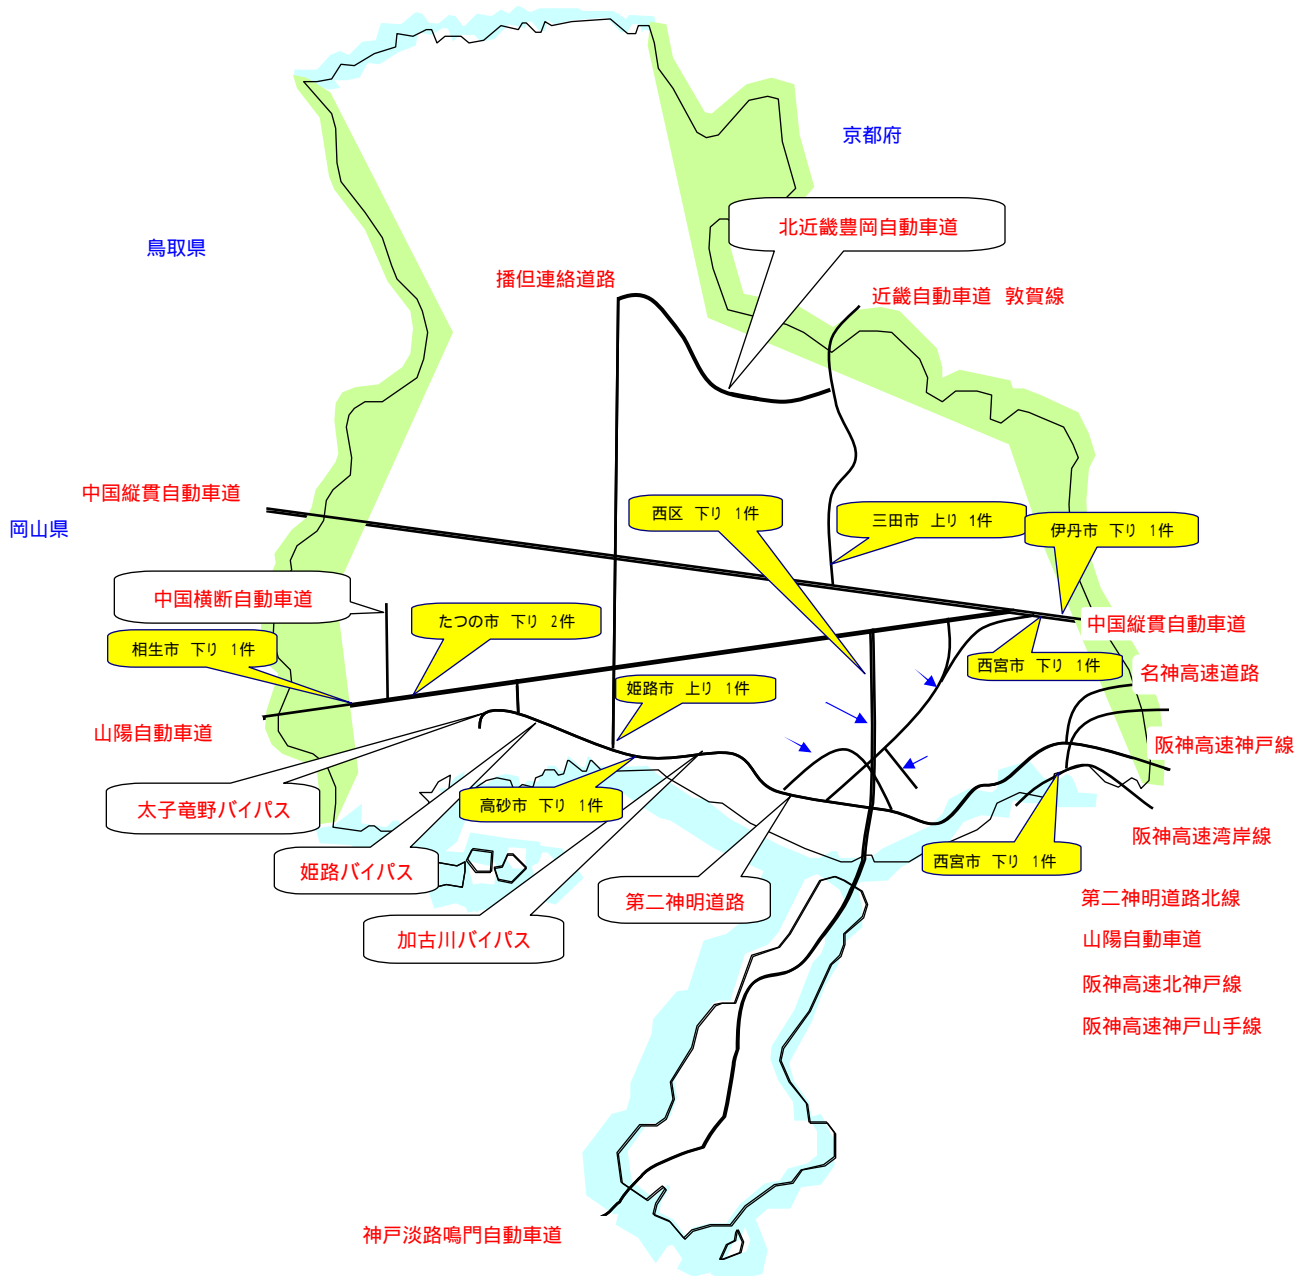 京都府
北近畿豊岡自動車道
鳥取県
播但連絡道路
近畿自動車道 敦賀線
中国縦貫自動車道
岡山県
西区 下り 1件
三田市 上り 1件
伊丹市 下り 1件
中国横断自動車道
たつの市 下り 2件
相生市 下り 1件
中国縦貫自動車道
西宮市 下り 1件
名神高速道路
姫路市 上り 1件
山陽自動車道
阪神高速神戸線
太子竜野バイパス
高砂市 下り 1件
阪神高速湾岸線
西宮市 下り 1件
姫路バイパス
第二神明道路
第二神明道路北線
加古川バイパス
山陽自動車道
阪神高速北神戸線
阪神高速神戸山手線
神戸淡路鳴門自動車道